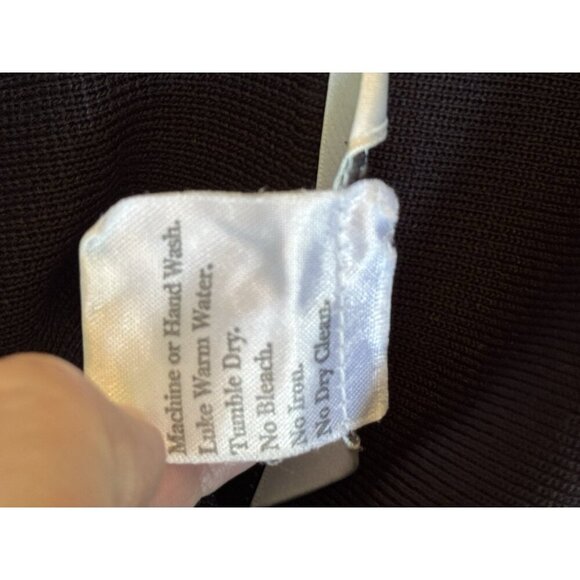 Machine or Hand Wash.
Luke Warm Water.
Tumble Dry.
No Bleach.
No Iron.
No Dry Clean.